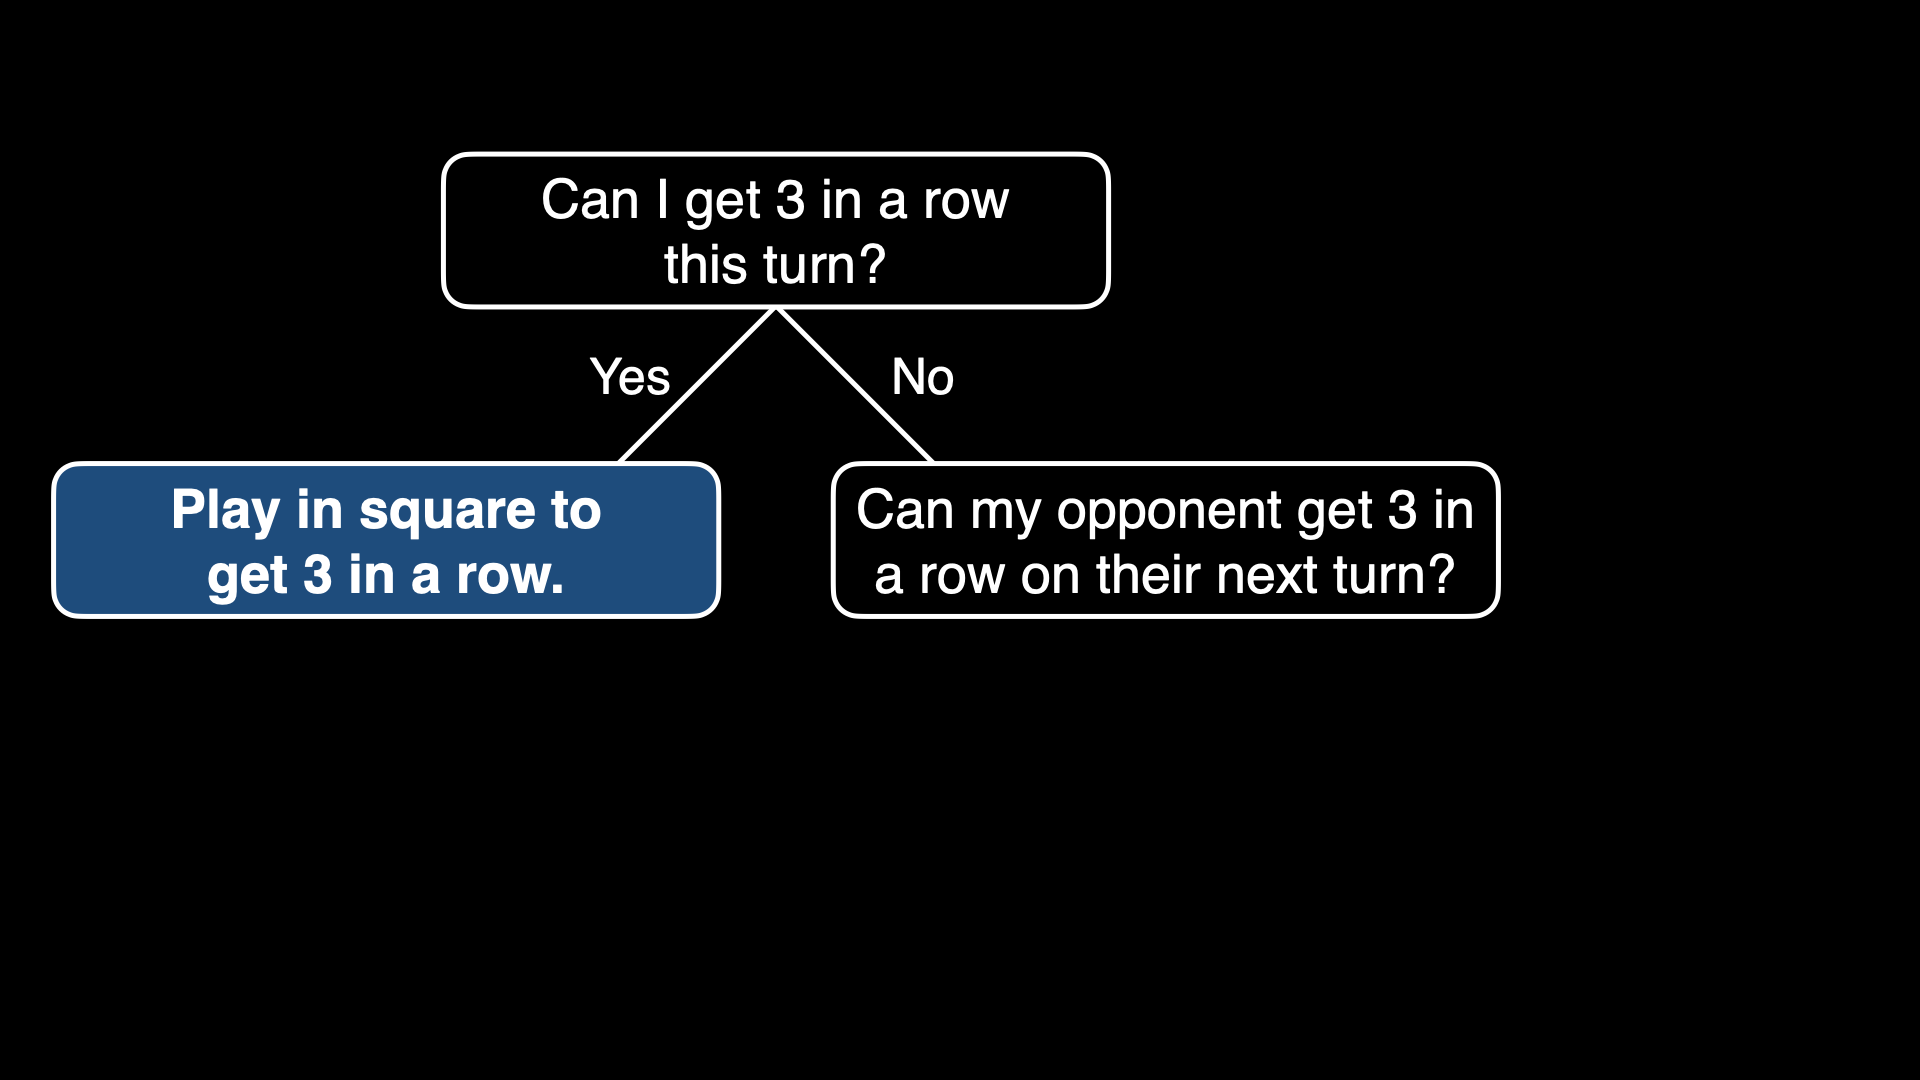 Can I get 3 in a row
this turn?
Yes
No
Play in square to
get 3 in a row.
Can my opponent get 3 in
a row on their next turn?